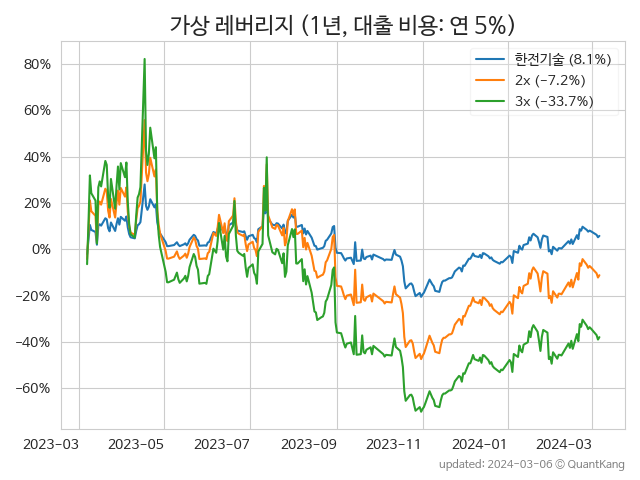 가상 레버리지 (1년, 대출 비용: 연 5%)
한전기술 (8.1%)
2x (−7.2%)
3x (−33.7%)
80%
60%
40%
20%
0%
−20%
−40%
−60%
2023-03 2023-05 2023-07 2023-09 2023-11 2024-01 2024-03
updated: 2024-03-06 ⓒ QuantKang